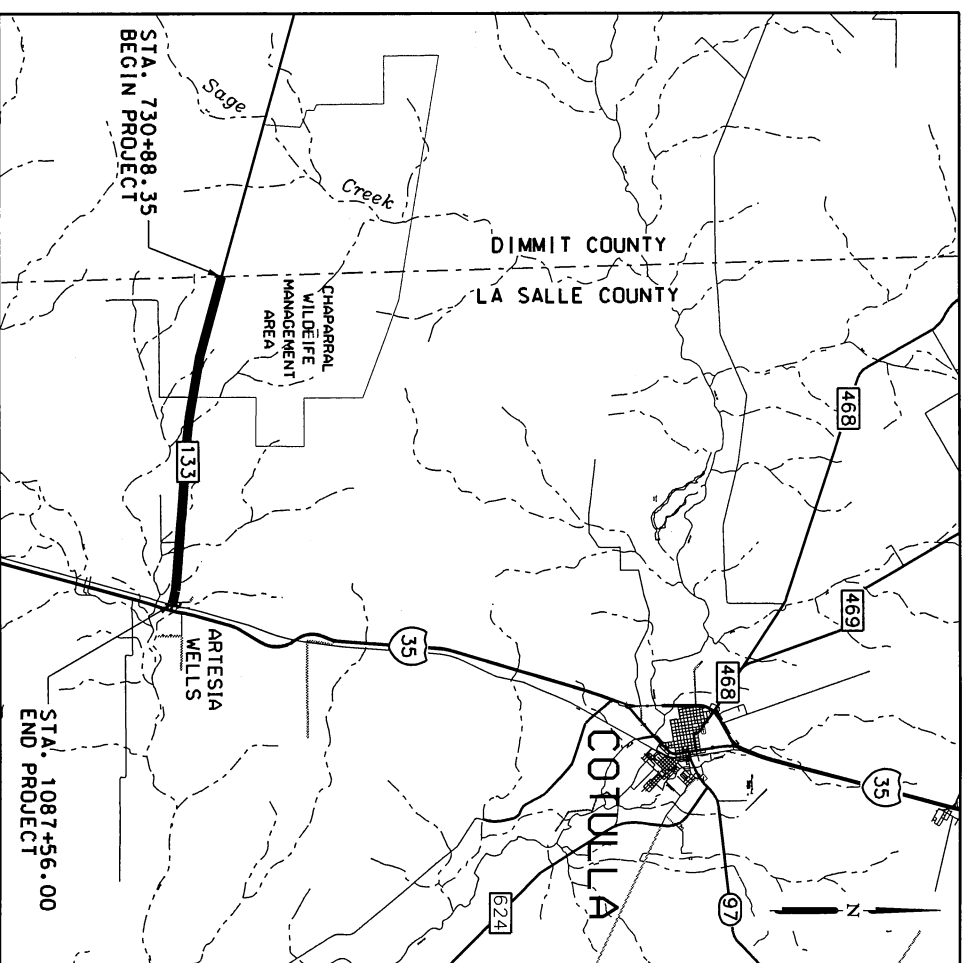 STA. 730+88.35
BEGIN PROJECT
Sage
Creek
DIMMIT COUNTY
LA SALLE COUNTY
CHAPARRAL
WILDEIFE
MANAGEMENT
AREA
133
ARTESIA
WELLS
STA. 1087+56.00
END PROJECT
35
468
469
468
COTULLA
35
97
624
N